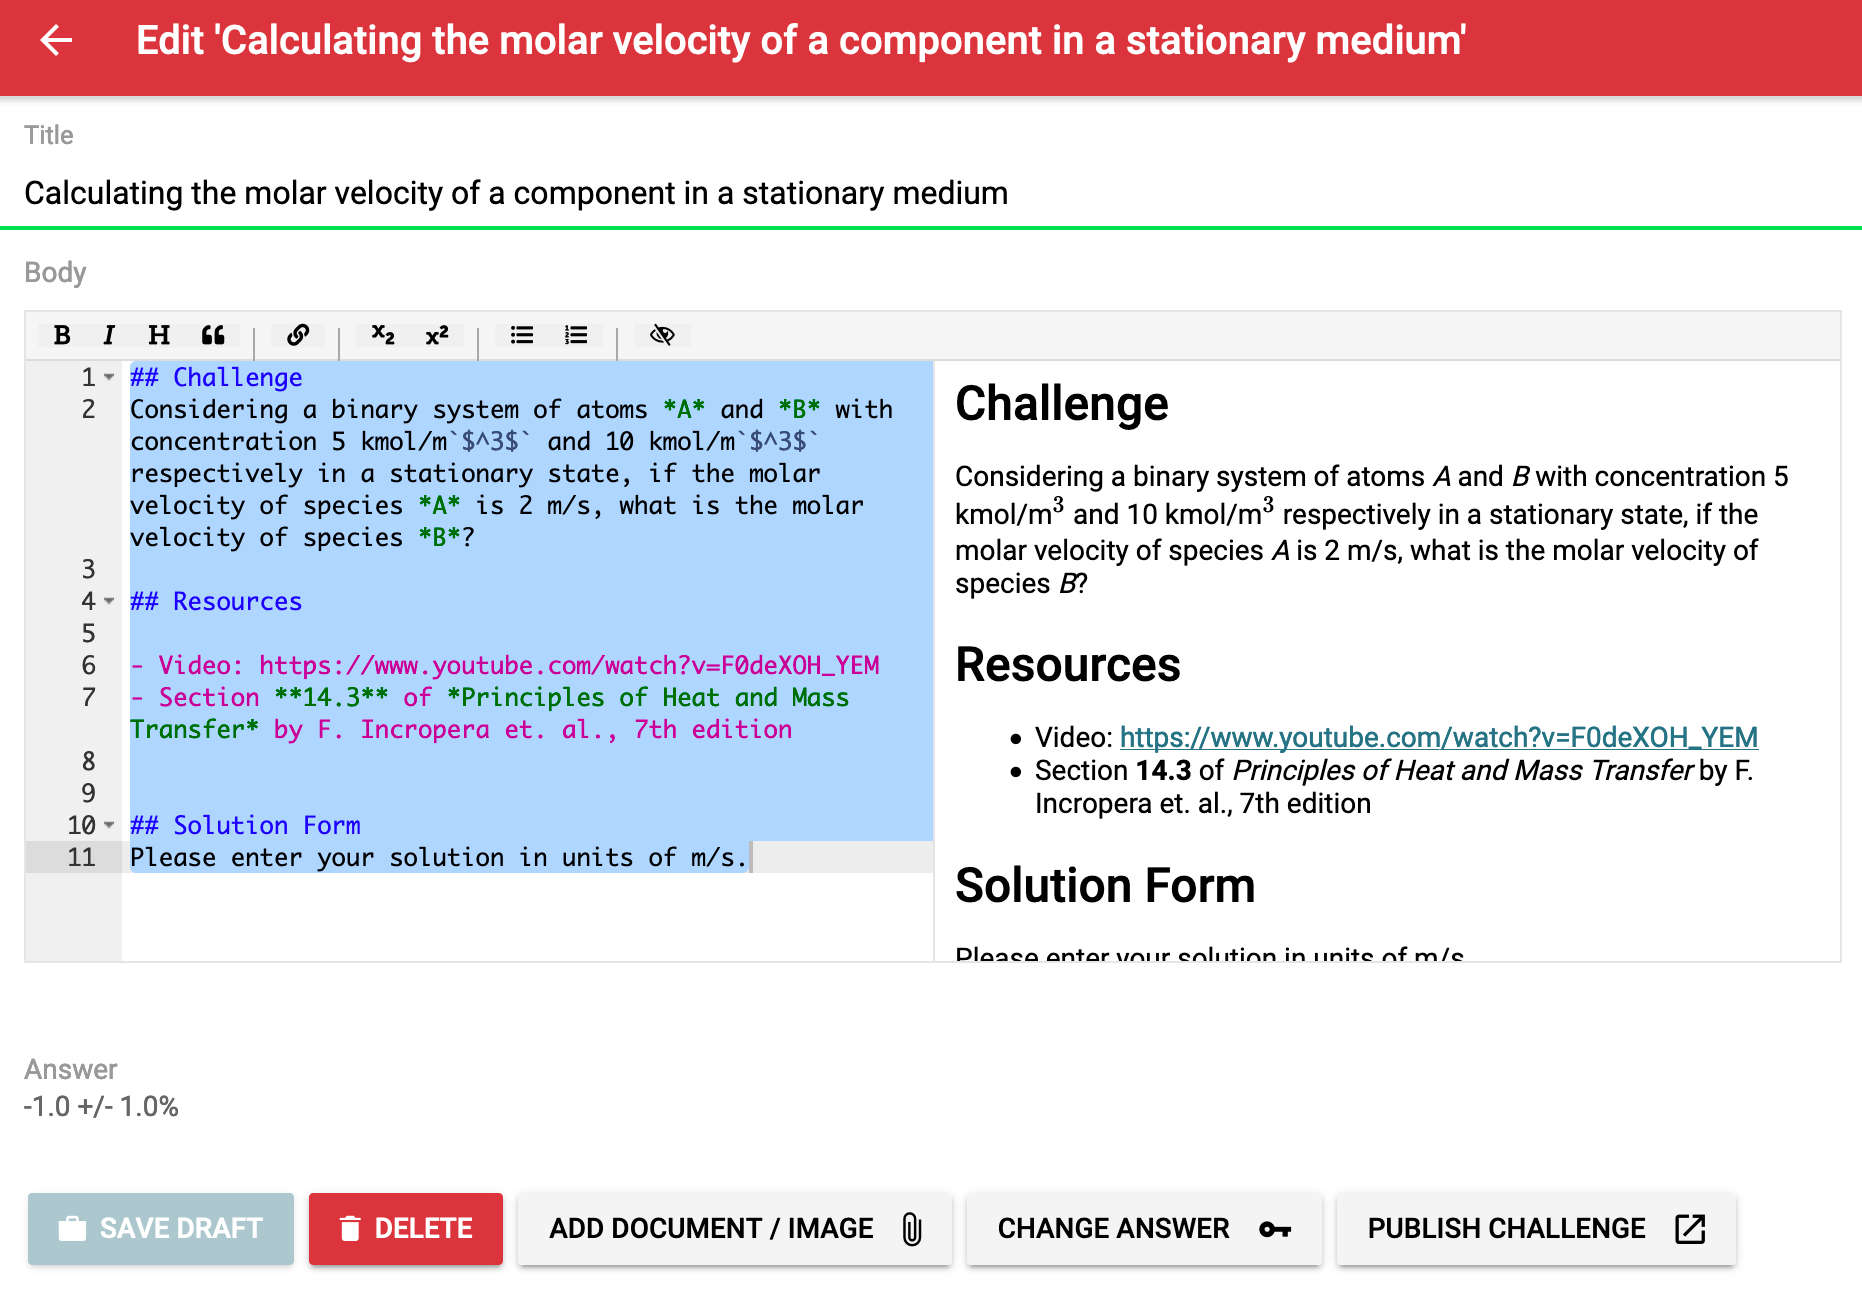 Edit 'Calculating the molar velocity of a component in a stationary medium'
Title
Calculating the molar velocity of a component in a stationary medium
Body
B I H “ x₂ x²
1 ## Challenge
2 Considering a binary system of atoms *A* and *B* with
concentration 5 kmol/m`$^3$` and 10 kmol/m`$^3$`
respectively in a stationary state, if the molar
velocity of species *A* is 2 m/s, what is the molar
velocity of species *B*?
3
4 ## Resources
5
6 - Video: https://www.youtube.com/watch?v=F0deXOH_YEM
7 - Section **14.3** of *Principles of Heat and Mass
Transfer* by F. Incropera et. al., 7th edition
8
9
10 ## Solution Form
11 Please enter your solution in units of m/s.
Challenge
Considering a binary system of atoms A and B with concentration 5
kmol/m³ and 10 kmol/m³ respectively in a stationary state, if the
molar velocity of species A is 2 m/s, what is the molar velocity of
species B?
Resources
• Video: https://www.youtube.com/watch?v=F0deXOH_YEM
• Section 14.3 of Principles of Heat and Mass Transfer by F.
Incropera et. al., 7th edition
Solution Form
Please enter your solution in units of m/s
Answer
-1.0 +/- 1.0%
SAVE DRAFT
DELETE
ADD DOCUMENT / IMAGE
CHANGE ANSWER
PUBLISH CHALLENGE